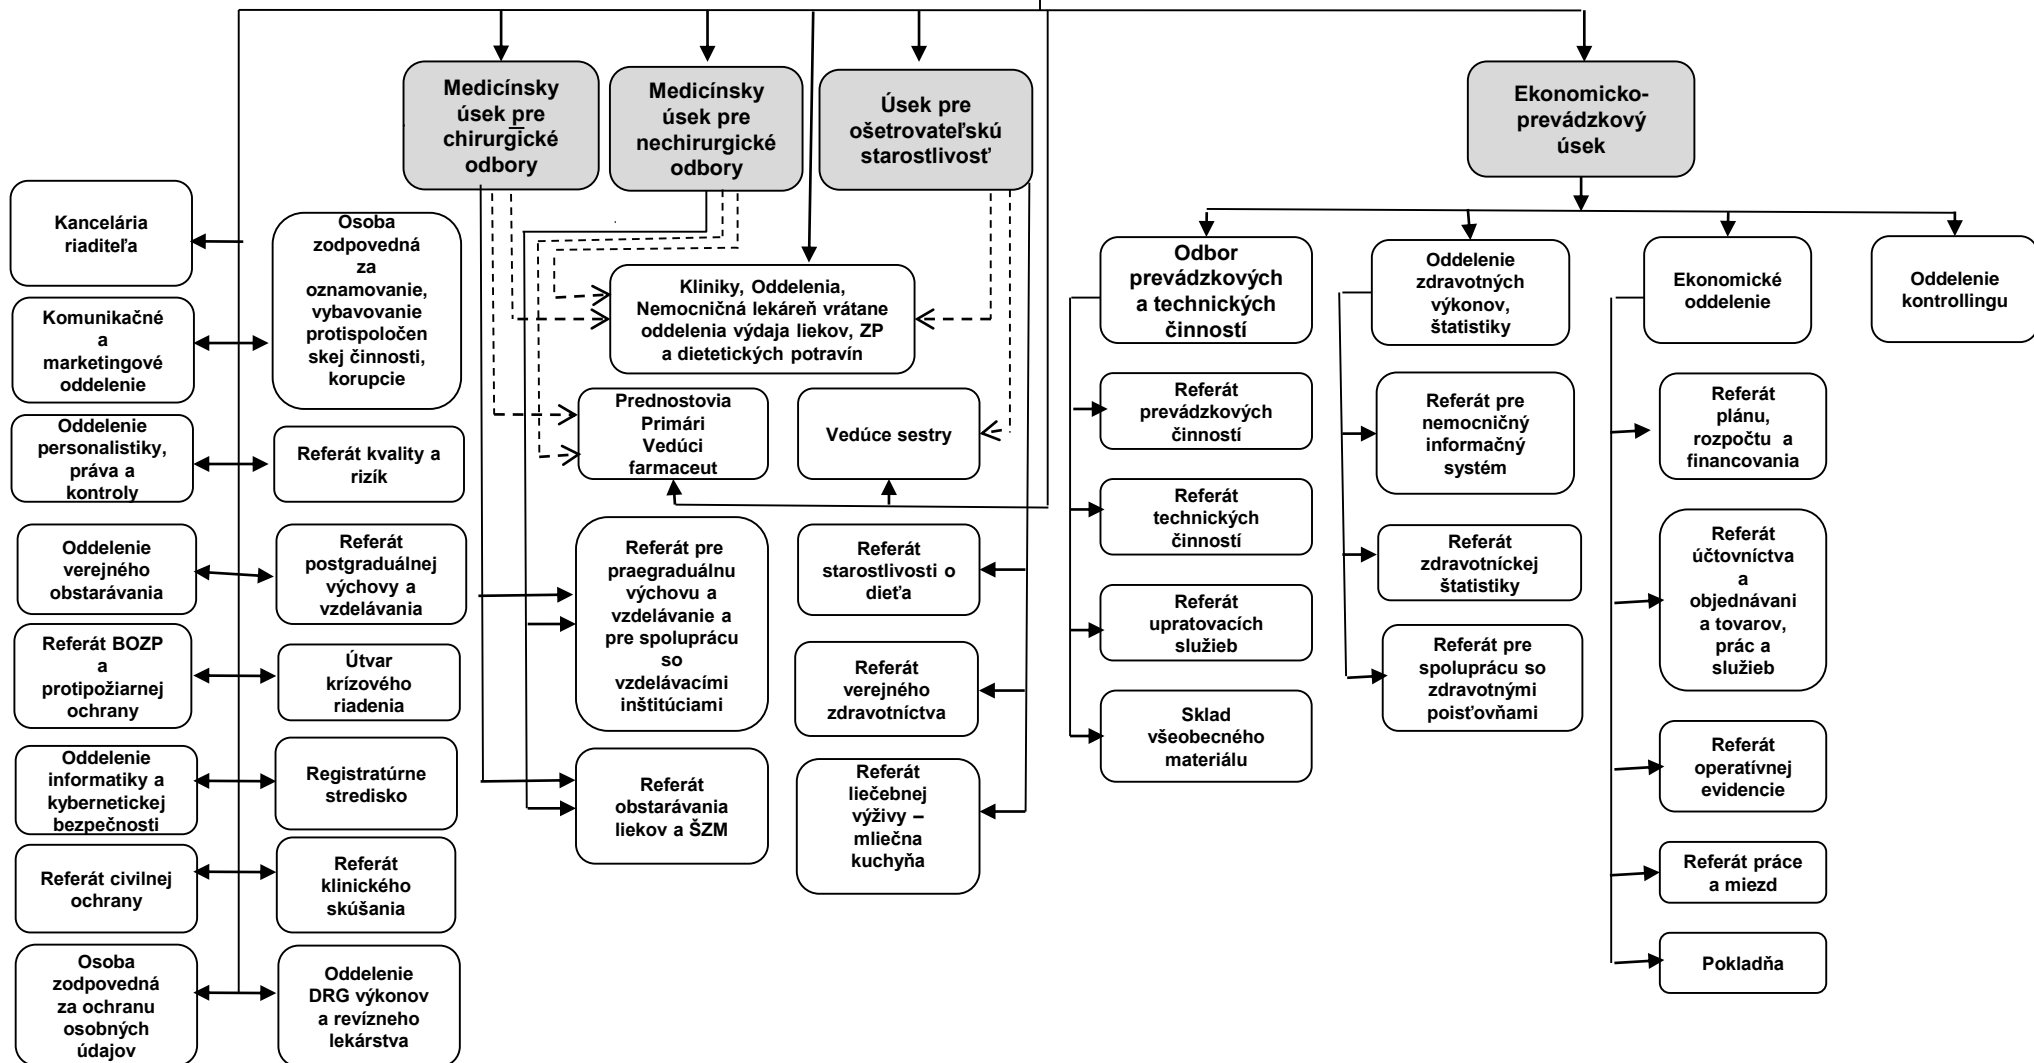 Medicínsky
úsek pre
chirurgické
odbory
Medicínsky
úsek pre
nechirurgické
odbory
Úsek pre
ošetrovateľskú
starostlivosť
Ekonomicko-
prevádzkový
úsek
Kancelária
riaditeľa
Komunikačné
a
marketingové
oddelenie
Oddelenie
personalistiky,
práva a
kontroly
Oddelenie
verejného
obstarávania
Referát BOZP
a
protipožiarnej
ochrany
Oddelenie
informatiky a
kybernetickej
bezpečnosti
Referát civilnej
ochrany
Osoba
zodpovedná
za ochranu
osobných
údajov
Osoba
zodpovedná
za
oznamovanie,
vybavovanie
protispoločen
skej činnosti,
korupcie
Referát kvality a
rizík
Referát
postgraduálnej
výchovy a
vzdelávania
Útvar
krízového
riadenia
Registratúrne
stredisko
Referát
klinického
skúšania
Oddelenie
DRG výkonov
a revízneho
lekárstva
Kliniky, Oddelenia,
Nemocničná lekáreň vrátane
oddelenia výdaja liekov, ZP
a dietetických potravín
Prednostovia
Primári
Vedúci
farmaceut
Vedúce sestry
Referát pre
praegraduálnu
výchovu a
vzdelávanie a
pre spoluprácu
so
vzdelávacími
inštitúciami
Referát
obstarávania
liekov a ŠZM
Referát
starostlivosti o
dieťa
Referát
verejného
zdravotníctva
Referát
liečebnej
výživy –
mliečna
kuchyňa
Odbor
prevádzkových
a technických
činností
Referát
prevádzkových
činností
Referát
technických
činností
Referát
upratovacích
služieb
Sklad
všeobecného
materiálu
Oddelenie
zdravotných
výkonov,
štatistiky
Referát pre
nemocničný
informačný
systém
Referát
zdravotníckej
štatistiky
Referát pre
spoluprácu so
zdravotnými
poisťovňami
Ekonomické
oddelenie
Referát
plánu,
rozpočtu a
financovania
Referát
účtovníctva
a
objednávani
a tovarov,
prác a
služieb
Referát
operatívnej
evidencie
Referát práce
a miezd
Pokladňa
Oddelenie
kontrollingu